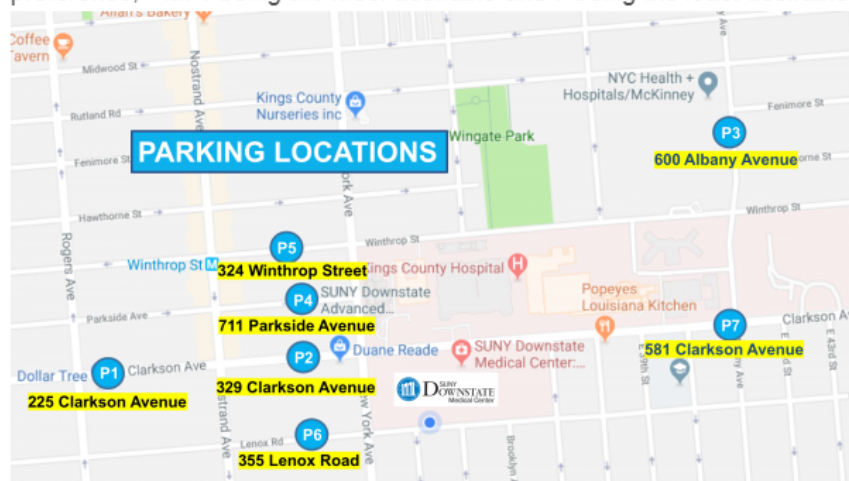 Allan's Bakery
Coffee
Tavern
Midwood St
Nostrand Ave
Kings County
Nurseries inc
NYC Health +
Hospitals/McKinney
Rutland Rd
Fenimore St
Wingate Park
P3
PARKING LOCATIONS
600 Albany Avenue
Fenimore St
Hawthorne St
Winthrop St
Rogers Ave
P5
Winthrop St
Winthrop St M
324 Winthrop Street
Kings County Hospital H
P4
SUNY Downstate
Advanced...
Popeyes
Louisiana Kitchen
Parkside Ave
711 Parkside Avenue
P7
Clarkson A
P2
Duane Reade
SUNY Downstate
Medical Center:...
581 Clarkson Avenue
E 43rd St
E 39th St
Dollar Tree
P1
Clarkson Ave
329 Clarkson Avenue
225 Clarkson Avenue
SUNY
DOWNSTATE
Medical Center
P6
Lenox Rd
355 Lenox Road
New York Ave
Brooklyn